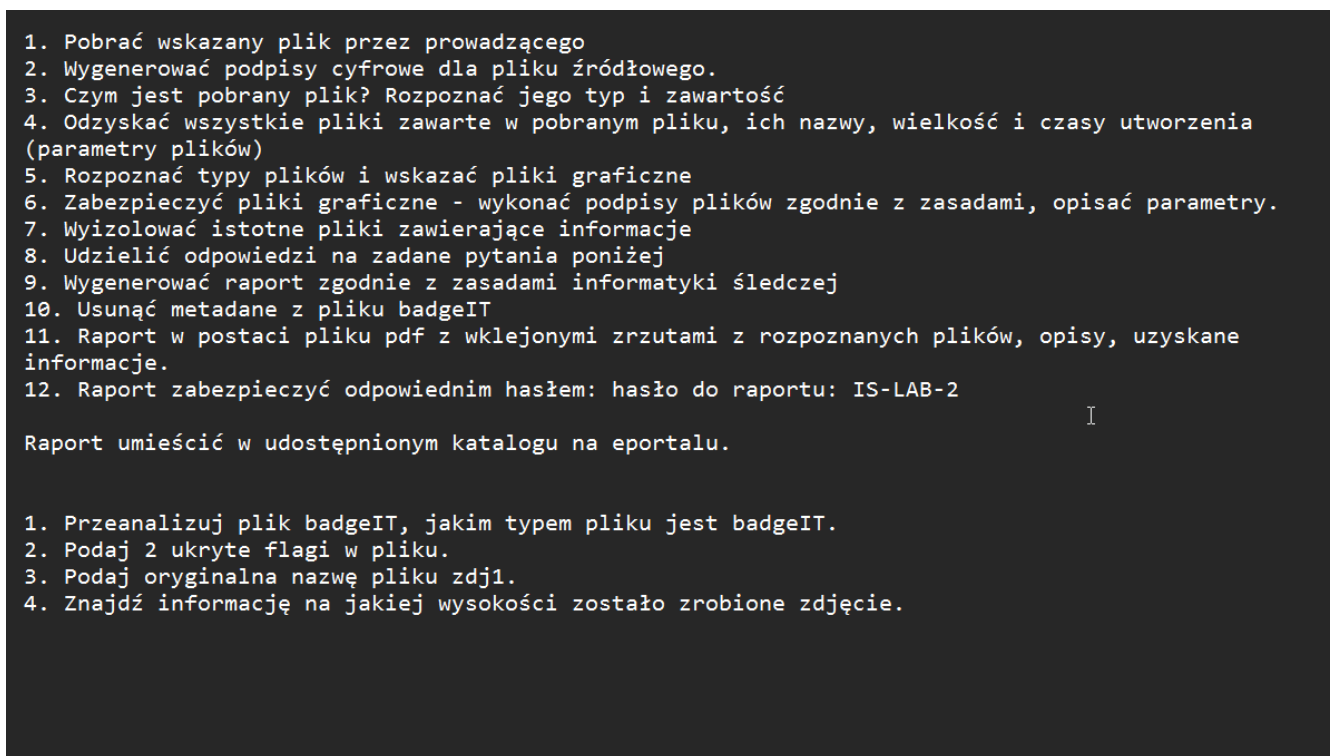 1. Pobrać wskazany plik przez prowadzącego
2. Wygenerować podpisy cyfrowe dla pliku źródłowego.
3. Czym jest pobrany plik? Rozpoznać jego typ i zawartość
4. Odzyskać wszystkie pliki zawarte w pobranym pliku, ich nazwy, wielkość i czasy utworzenia
(parametry plików)
5. Rozpoznać typy plików i wskazać pliki graficzne
6. Zabezpieczyć pliki graficzne - wykonać podpisy plików zgodnie z zasadami, opisać parametry.
7. Wyizolować istotne pliki zawierające informacje
8. Udzielić odpowiedzi na zadane pytania poniżej
9. Wygenerować raport zgodnie z zasadami informatyki śledczej
10. Usunąć metadane z pliku badgeIT
11. Raport w postaci pliku pdf z wklejonymi zrzutami z rozpoznanych plików, opisy, uzyskane
informacje.
12. Raport zabezpieczyć odpowiednim hasłem: hasło do raportu: IS-LAB-2
Raport umieścić w udostępnionym katalogu na eportalu.
1. Przeanalizuj plik badgeIT, jakim typem pliku jest badgeIT.
2. Podaj 2 ukryte flagi w pliku.
3. Podaj oryginalna nazwę pliku zdj1.
4. Znajdź informację na jakiej wysokości zostało zrobione zdjęcie.